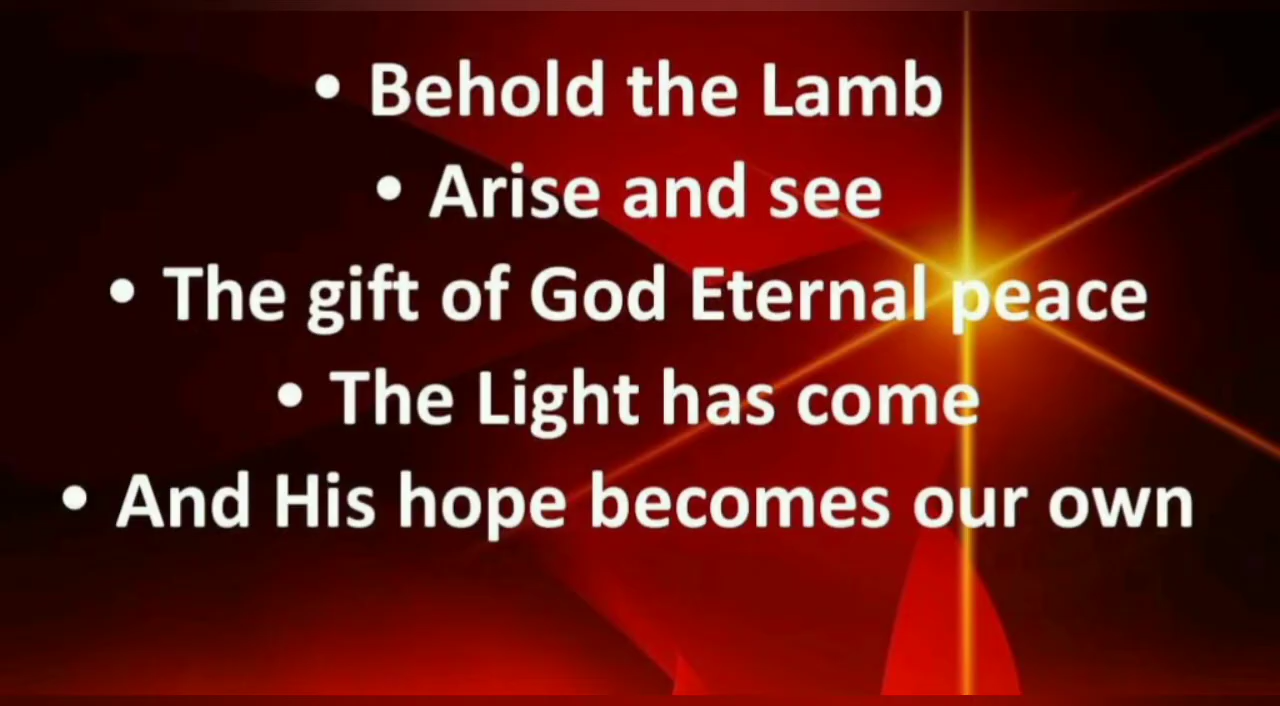 • Behold the Lamb
• Arise and see
• The gift of God Eternal peace
• The Light has come
• And His hope becomes our own